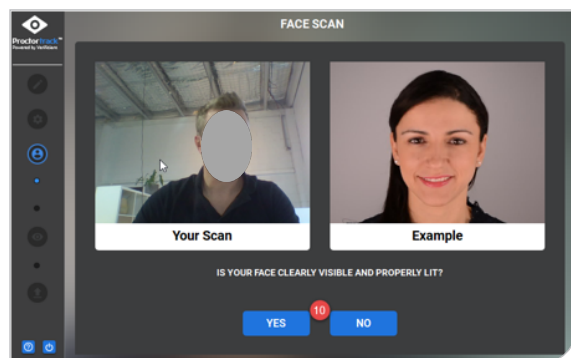 FACE SCAN
Proctortrack™
Powered by Verificient
Your Scan
Example
IS YOUR FACE CLEARLY VISIBLE AND PROPERLY LIT?
10
YES
NO